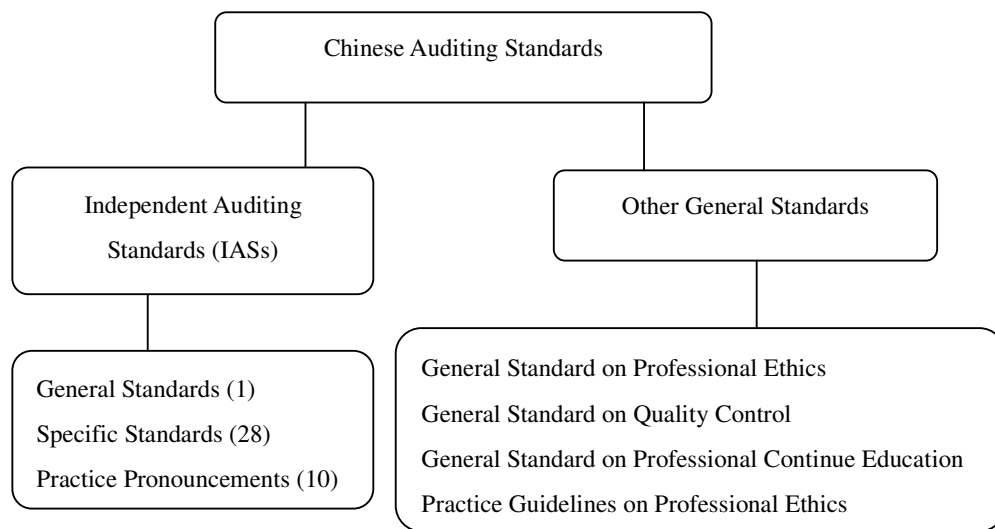 Chinese Auditing Standards
Independent Auditing
Standards (IASs)
Other General Standards
General Standards (1)
Specific Standards (28)
Practice Pronouncements (10)
General Standard on Professional Ethics
General Standard on Quality Control
General Standard on Professional Continue Education
Practice Guidelines on Professional Ethics